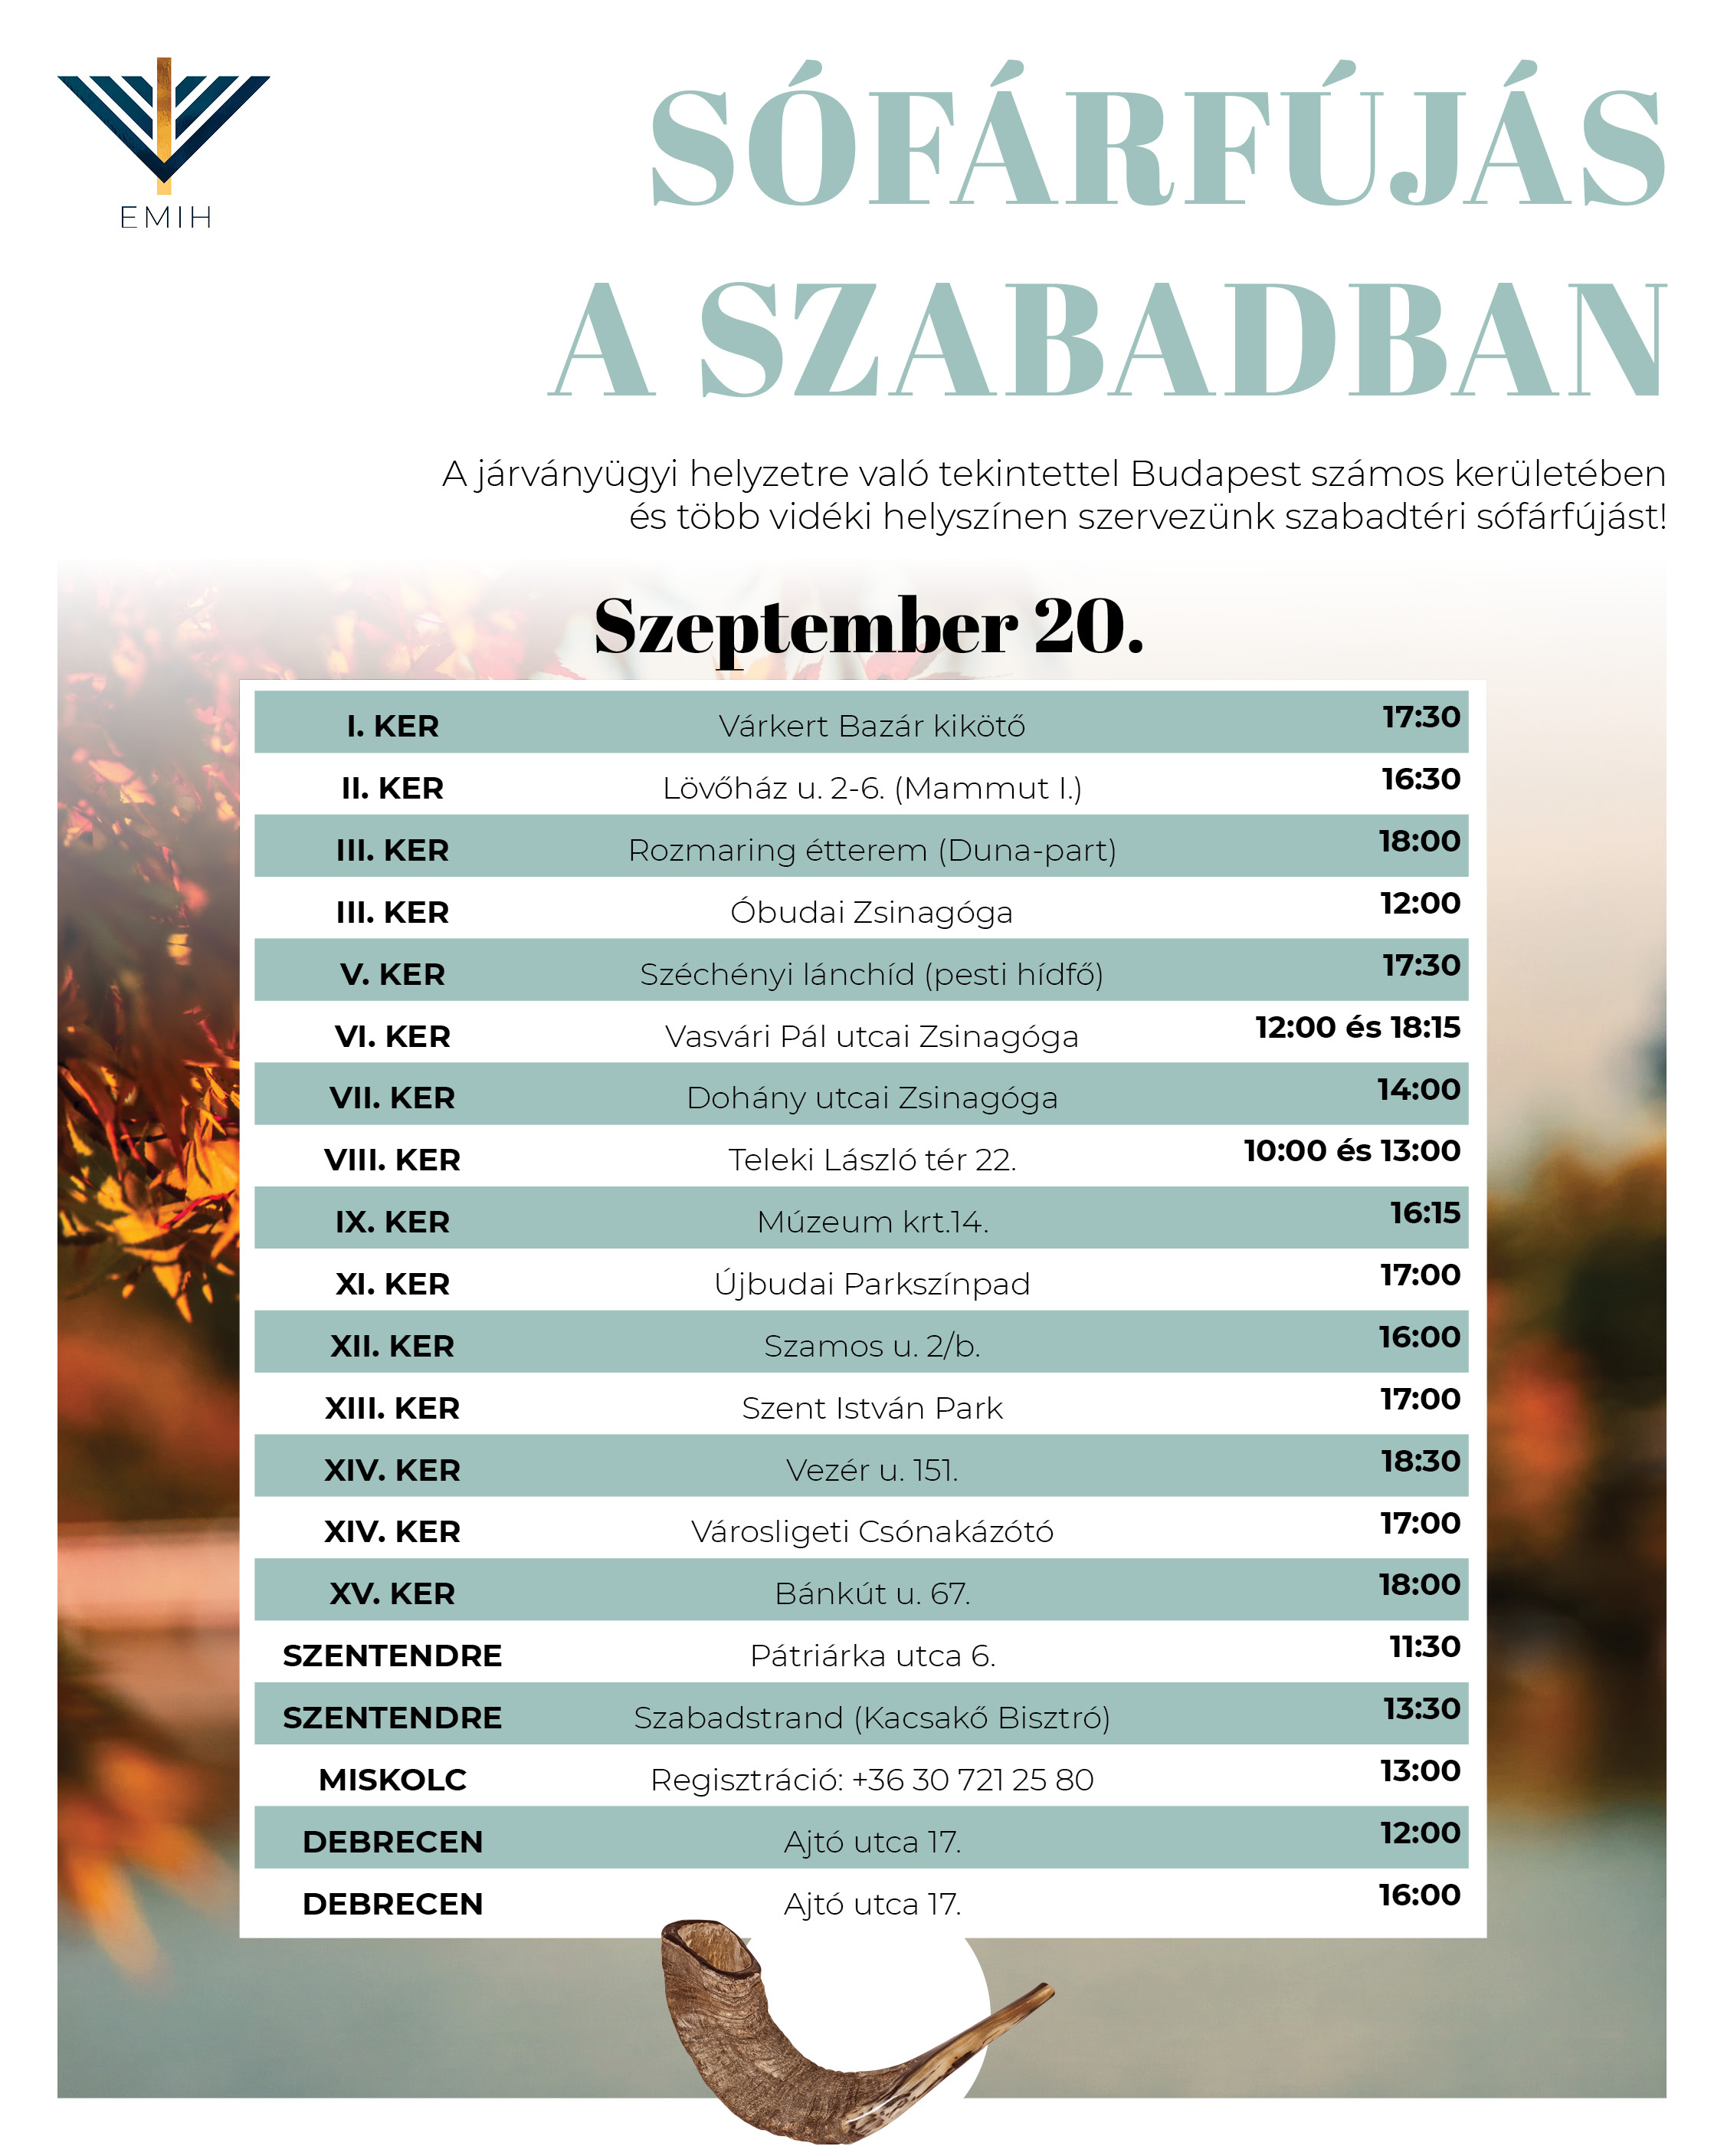 EMIH
SÓFÁRFÚJÁS
A SZABADBAN
A járványügyi helyzetre való tekintettel Budapest számos kerületében
és több vidéki helyszínen szervezünk szabadtéri sófárfújást!
Szeptember 20.
I. KER Várkert Bazár kikötő 17:30
II. KER Lövőház u. 2-6. (Mammut I.) 16:30
III. KER Rozmaring étterem (Duna-part) 18:00
III. KER Óbudai Zsinagóga 12:00
V. KER Széchényi lánchíd (pesti hídfő) 17:30
VI. KER Vasvári Pál utcai Zsinagóga 12:00 és 18:15
VII. KER Dohány utcai Zsinagóga 14:00
VIII. KER Teleki László tér 22. 10:00 és 13:00
IX. KER Múzeum krt.14. 16:15
XI. KER Újbudai Parkszínpad 17:00
XII. KER Szamos u. 2/b. 16:00
XIII. KER Szent István Park 17:00
XIV. KER Vezér u. 151. 18:30
XIV. KER Városligeti Csónakázótó 17:00
XV. KER Bánkút u. 67. 18:00
SZENTENDRE Pátriárka utca 6. 11:30
SZENTENDRE Szabadstrand (Kacsakő Bisztró) 13:30
MISKOLC Regisztráció: +36 30 721 25 80 13:00
DEBRECEN Ajtó utca 17. 12:00
DEBRECEN Ajtó utca 17. 16:00